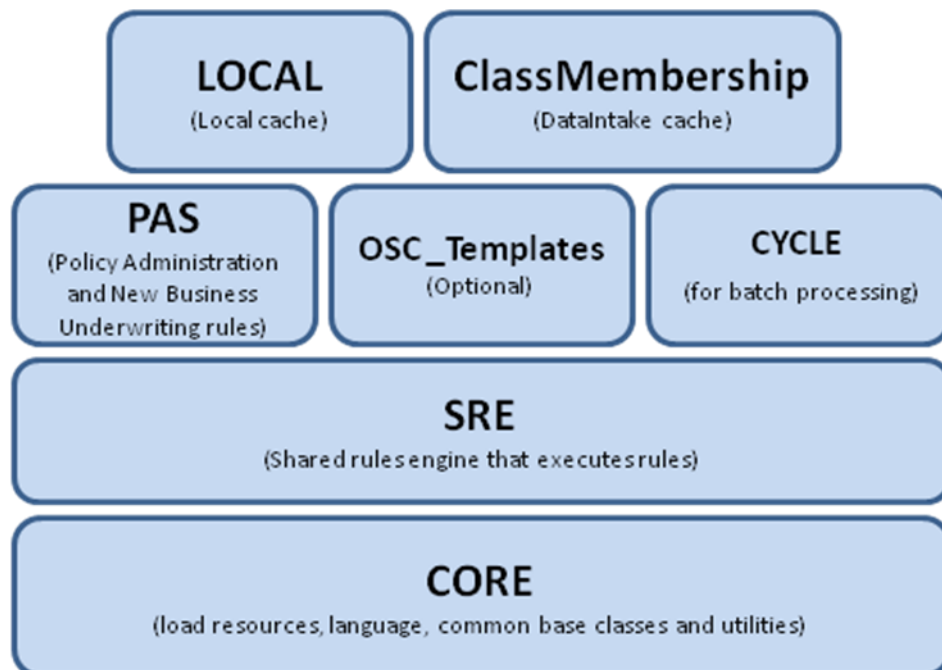 LOCAL
(Local cache)
ClassMembership
(DataIntake cache)
PAS
(Policy Administration
and New Business
Underwriting rules)
OSC_Templates
(Optional)
CYCLE
(for batch processing)
SRE
(Shared rules engine that executes rules)
CORE
(load resources, language, common base classes and utilities)